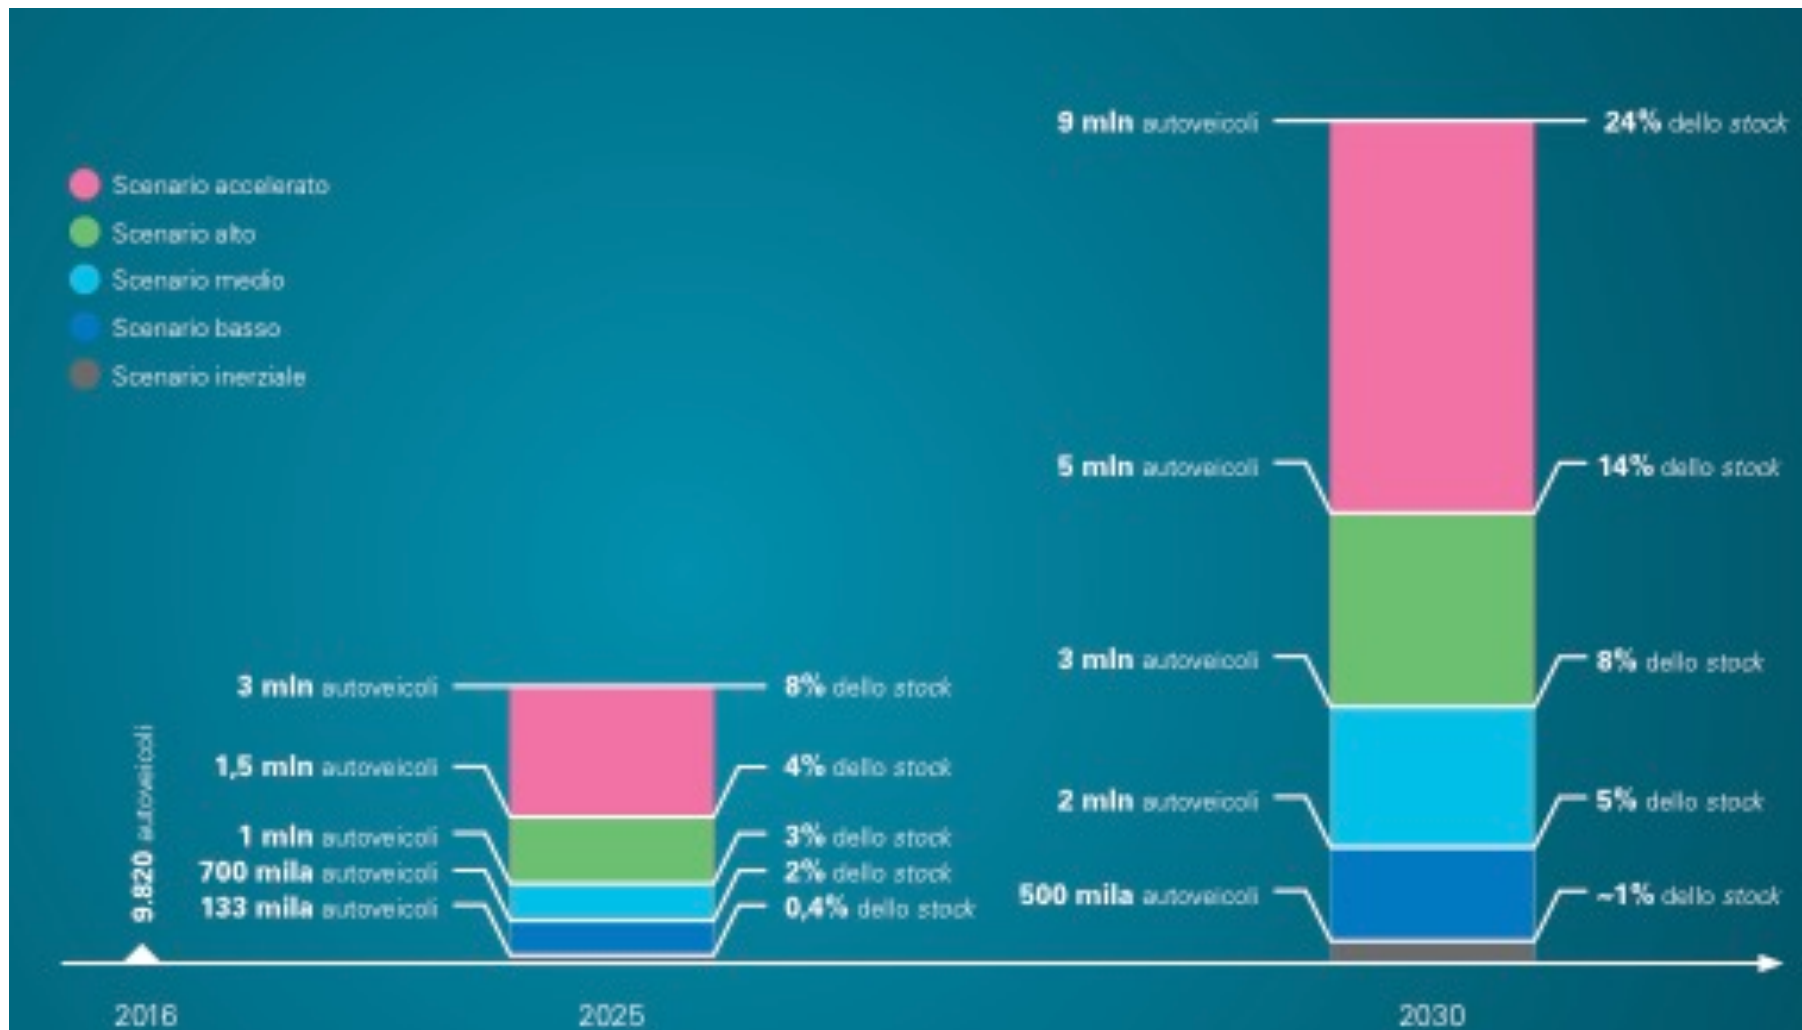 Scenario accelerato
Scenario alto
Scenario medio
Scenario basso
Scenario inerziale
9.820 autoveicoli
3 mln autoveicoli 8% dello stock
1,5 mln autoveicoli 4% dello stock
1 mln autoveicoli 3% dello stock
700 mila autoveicoli 2% dello stock
133 mila autoveicoli 0,4% dello stock
9 mln autoveicoli 24% dello stock
5 mln autoveicoli 14% dello stock
3 mln autoveicoli 8% dello stock
2 mln autoveicoli 5% dello stock
500 mila autoveicoli ~1% dello stock
2016 2025 2030